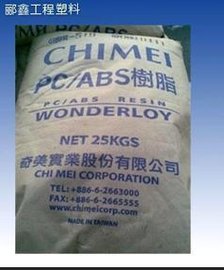 郦鑫工程塑料
CHIMEI
PC/ABS樹脂
PC/ABS RESIN
WONDERLOY
NET 25KGS
奇美實業股份有限公司
CHI MEI CORPORATION
TEL: +886-6-2663000
FAX: +886-6-2665555
www.chimeicorp.com
MADE IN TAIWAN